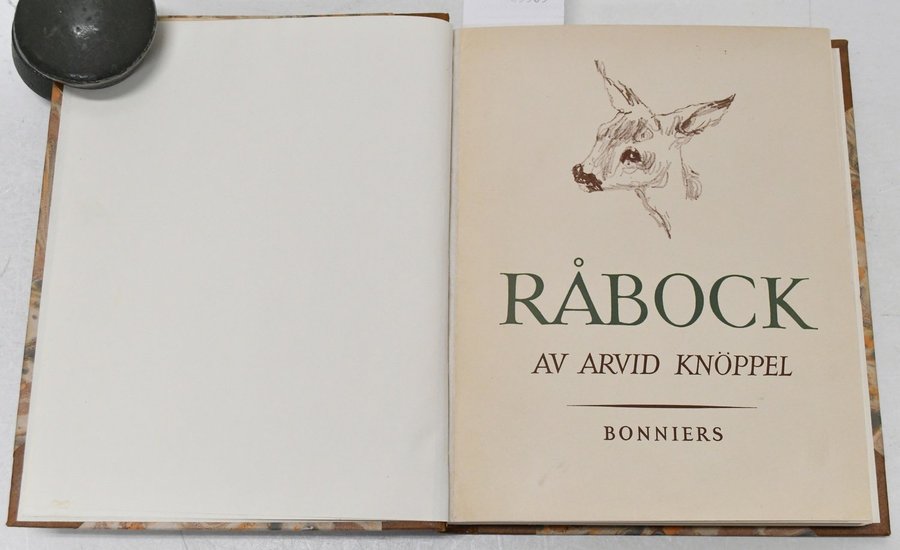 RÅBOCK
AV ARVID KNÖPPEL
BONNIERS